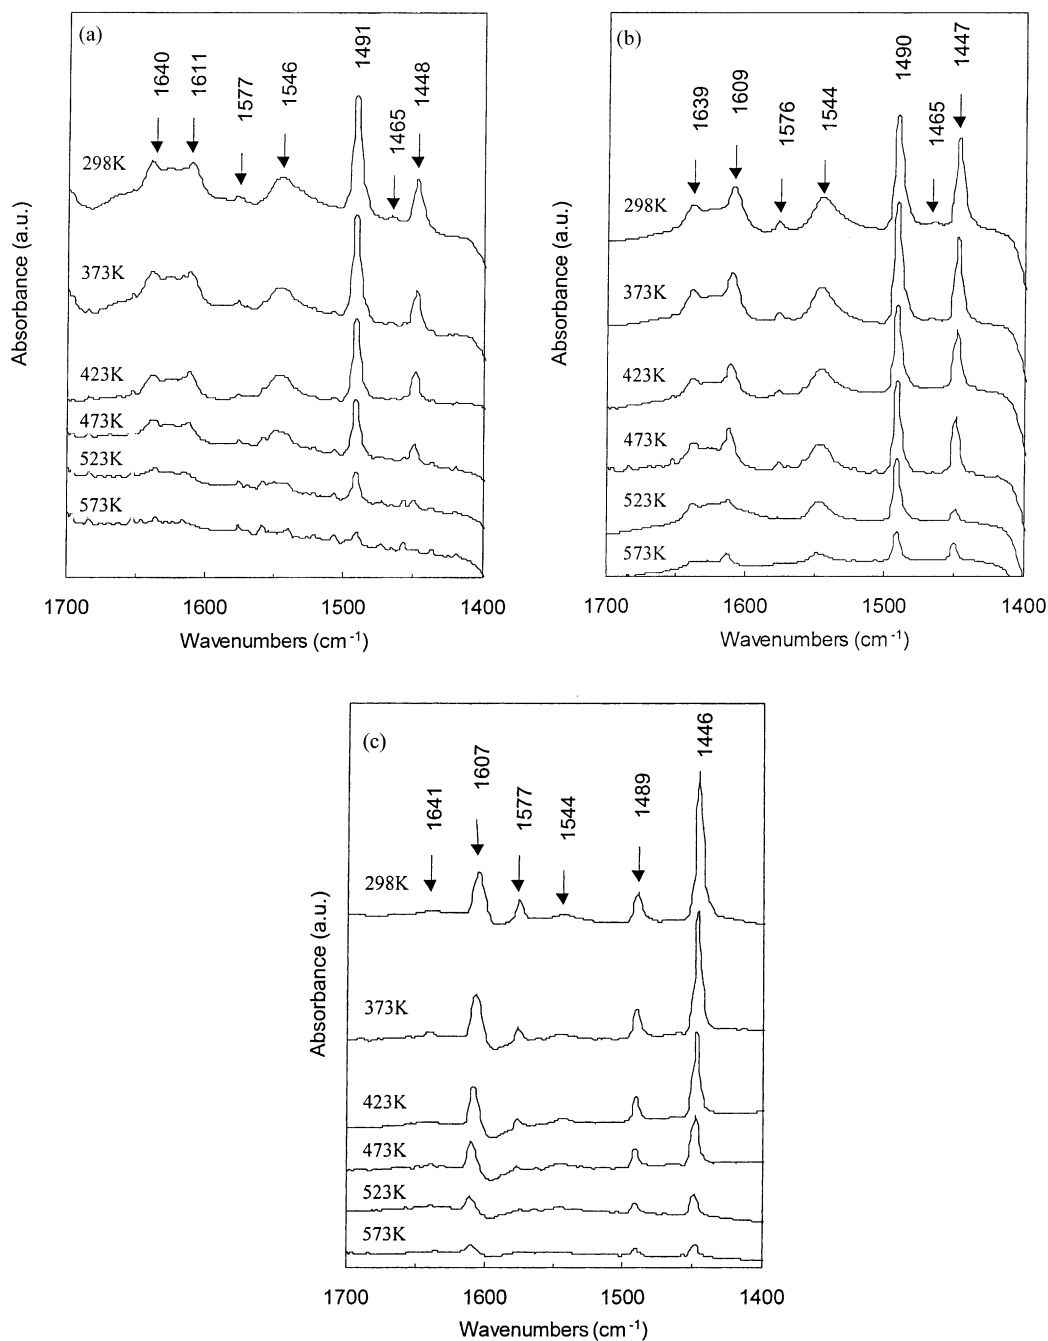 (a)
1640
1611
1577
1546
1491
1465
1448
298K
373K
423K
473K
523K
573K
Absorbance (a.u.)
1700 1600 1500 1400
Wavenumbers (cm-1)
(b)
1639
1609
1576
1544
1490
1465
1447
298K
373K
423K
473K
523K
573K
Absorbance (a.u.)
1700 1600 1500 1400
Wavenumbers (cm-1)
(c)
1641
1607
1577
1544
1489
1446
298K
373K
423K
473K
523K
573K
Absorbance (a.u.)
1700 1600 1500 1400
Wavenumbers (cm-1)